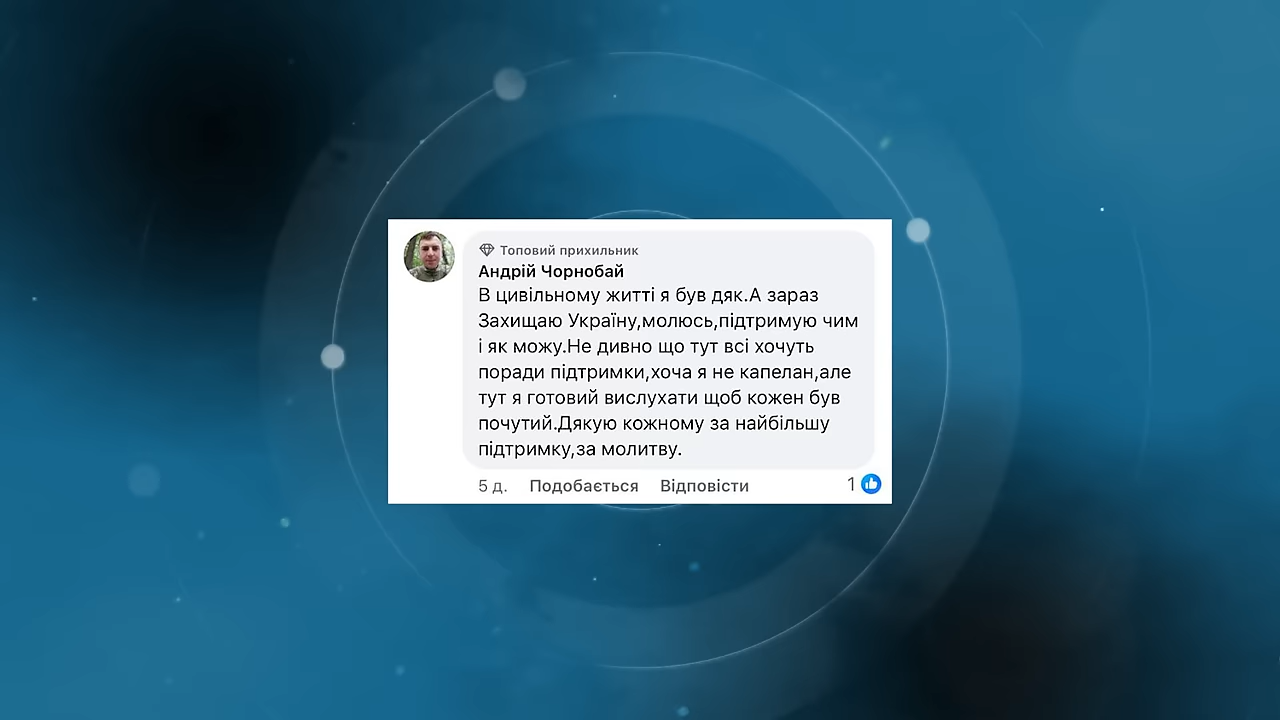 Топовий прихильник
Андрій Чорнобай
В цивільному житті я був дяк.А зараз
Захищаю Україну,молюсь,підтримую чим
і як можу.Не дивно що тут всі хочуть
поради підтримки,хоча я не капелан,але
тут я готовий вислухати щоб кожен був
почутий.Дякую кожному за найбільшу
підтримку,за молитву.
5 д. Подобається Відповісти 1